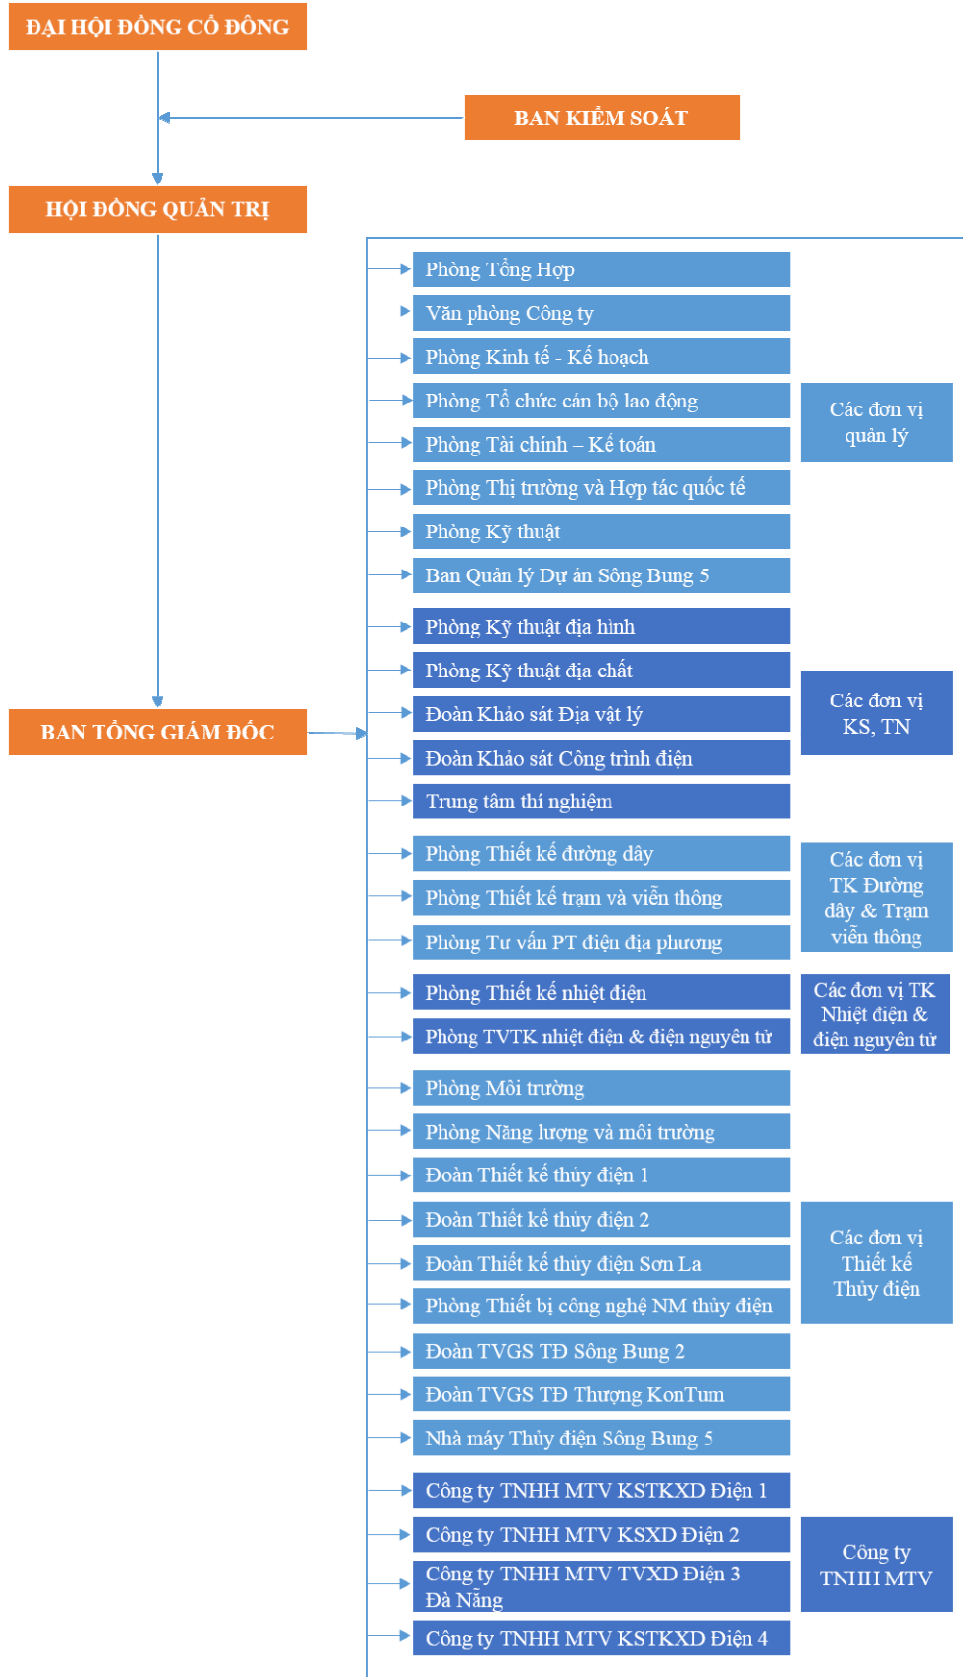 ĐẠI HỘI ĐỒNG CỔ ĐÔNG
BAN KIỂM SOÁT
HỘI ĐỒNG QUẢN TRỊ
Phòng Tổng Hợp
Văn phòng Công ty
Phòng Kinh tế - Kế hoạch
Phòng Tổ chức cán bộ lao động
Phòng Tài chính – Kế toán
Phòng Thị trường và Hợp tác quốc tế
Phòng Kỹ thuật
Ban Quản lý Dự án Sông Bung 5
Các đơn vị
quản lý
Phòng Kỹ thuật địa hình
Phòng Kỹ thuật địa chất
Đoàn Khảo sát Địa vật lý
Đoàn Khảo sát Công trình điện
Trung tâm thí nghiệm
Các đơn vị
KS, TN
BAN TỔNG GIÁM ĐỐC
Phòng Thiết kế đường dây
Phòng Thiết kế trạm và viễn thông
Phòng Tư vấn PT điện địa phương
Các đơn vị
TK Đường
dây & Trạm
viễn thông
Phòng Thiết kế nhiệt điện
Phòng TVTK nhiệt điện & điện nguyên tử
Các đơn vị TK
Nhiệt điện &
điện nguyên tử
Phòng Môi trường
Phòng Năng lượng và môi trường
Đoàn Thiết kế thủy điện 1
Đoàn Thiết kế thủy điện 2
Đoàn Thiết kế thủy điện Sơn La
Phòng Thiết bị công nghệ NM thủy điện
Đoàn TVGS TĐ Sông Bung 2
Đoàn TVGS TĐ Thượng KonTum
Nhà máy Thủy điện Sông Bung 5
Các đơn vị
Thiết kế
Thủy điện
Công ty TNHH MTV KSTKXD Điện 1
Công ty TNHH MTV KSXD Điện 2
Công ty TNHH MTV TVXD Điện 3
Đà Nẵng
Công ty TNHH MTV KSTKXD Điện 4
Công ty
TNHH MTV